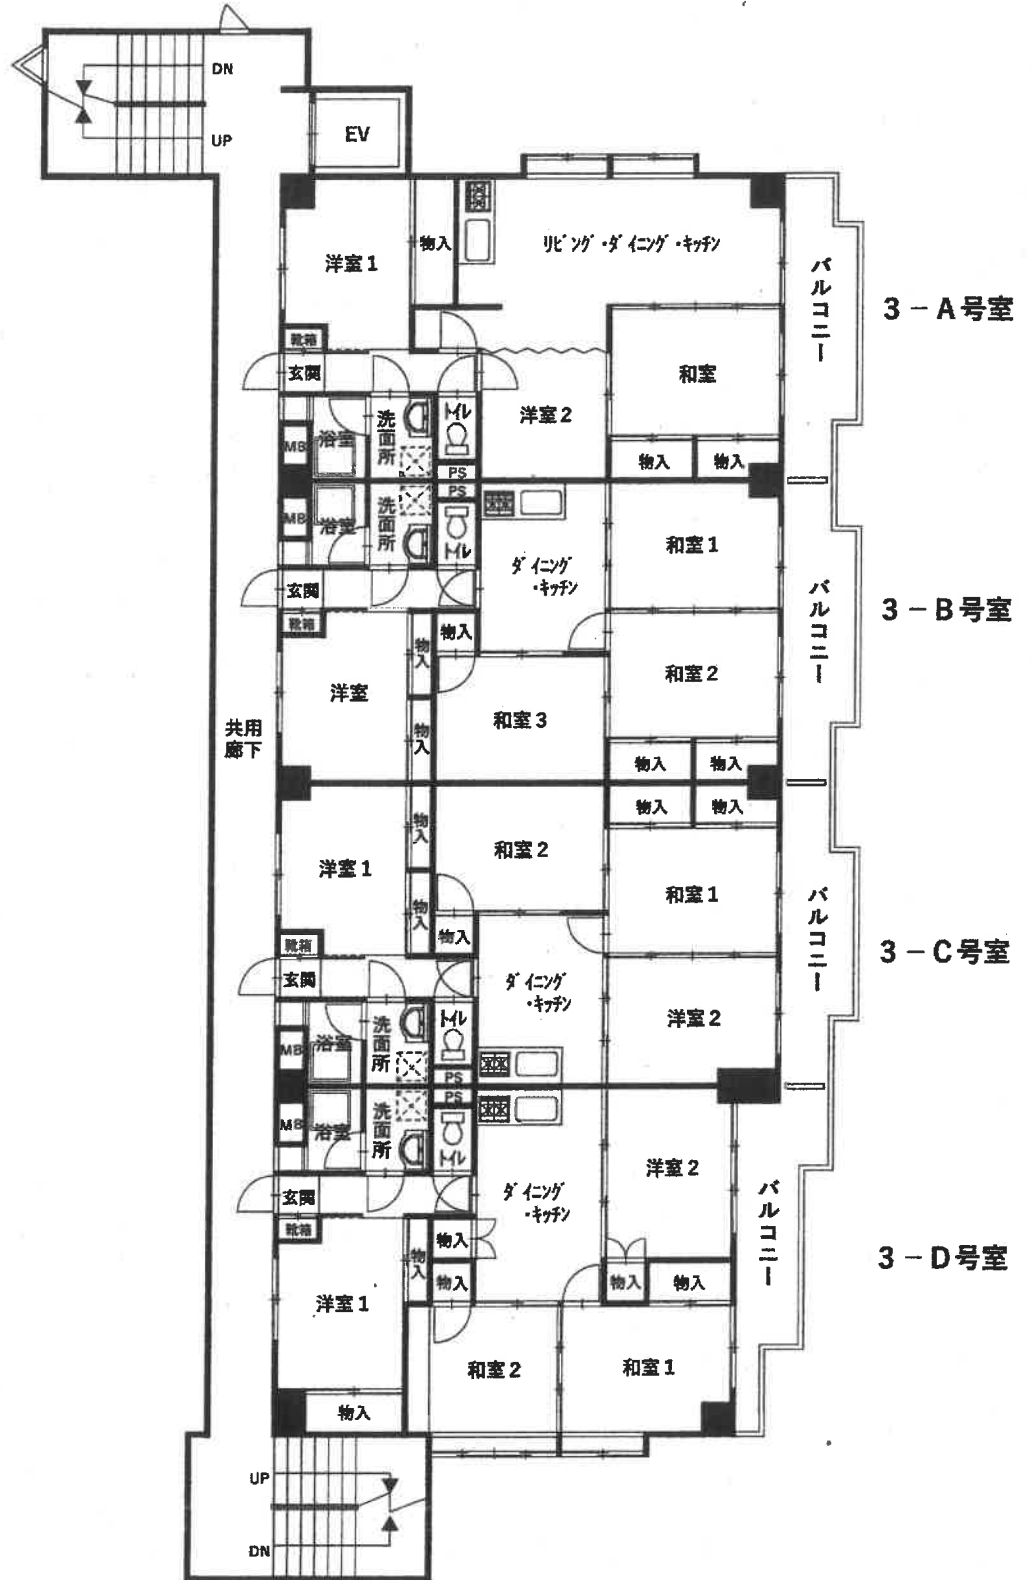 DN
UP
EV
洋室1
物入
リビング・ダイニング・キッチン
バルコニー
3-A号室
靴箱
玄関
和室
洋室2
トイレ
洗面所
浴室
MB
物入
物入
PS
PS
MB
浴室
洗面所
トイレ
ダイニング
・キッチン
和室1
バルコニー
3-B号室
玄関
靴箱
物入
物入
洋室
和室2
和室3
物入
共用
廊下
物入
物入
物入
物入
物入
洋室1
和室2
和室1
バルコニー
3-C号室
物入
物入
靴箱
玄関
ダイニング
・キッチン
洋室2
トイレ
洗面所
浴室
MB
PS
PS
MB
浴室
洗面所
トイレ
洋室2
ダイニング
・キッチン
バルコニー
3-D号室
玄関
靴箱
物入
物入
物入
物入
物入
洋室1
和室2
和室1
物入
UP
DN